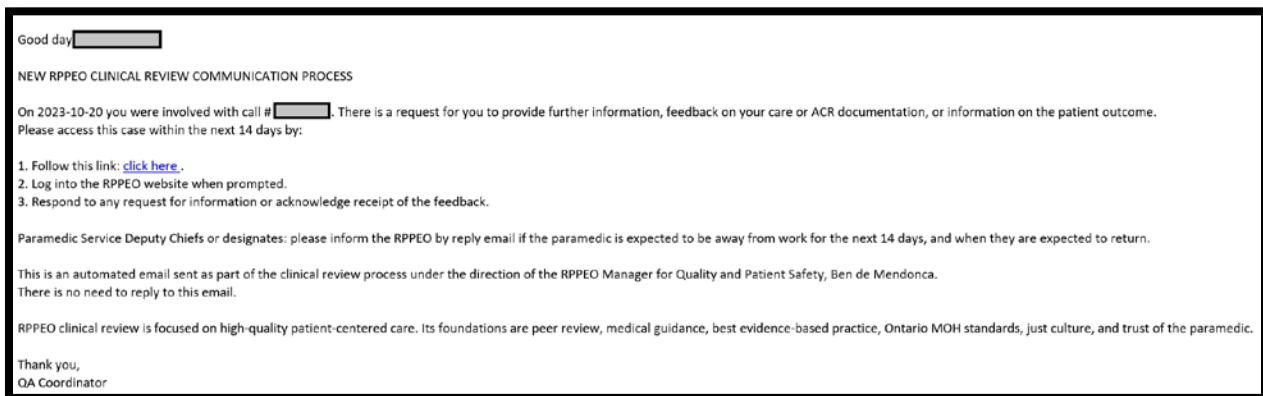 Good day
NEW RPPEO CLINICAL REVIEW COMMUNICATION PROCESS
On 2023-10-20 you were involved with call # . There is a request for you to provide further information, feedback on your care or ACR documentation, or information on the patient outcome.
Please access this case within the next 14 days by:
1. Follow this link: click here .
2. Log into the RPPEO website when prompted.
3. Respond to any request for information or acknowledge receipt of the feedback.
Paramedic Service Deputy Chiefs or designates: please inform the RPPEO by reply email if the paramedic is expected to be away from work for the next 14 days, and when they are expected to return.
This is an automated email sent as part of the clinical review process under the direction of the RPPEO Manager for Quality and Patient Safety, Ben de Mendonca.
There is no need to reply to this email.
RPPEO clinical review is focused on high-quality patient-centered care. Its foundations are peer review, medical guidance, best evidence-based practice, Ontario MOH standards, just culture, and trust of the paramedic.
Thank you,
QA Coordinator